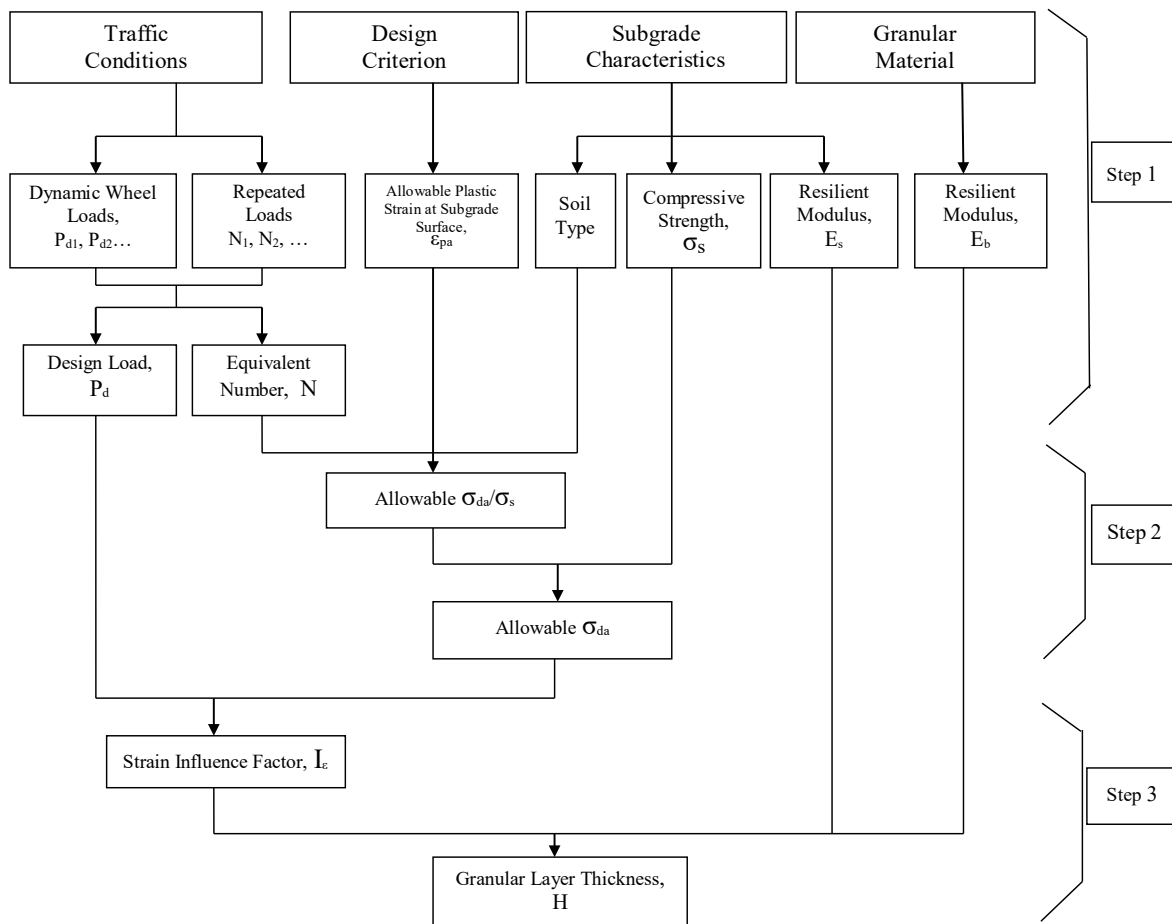 Traffic
Conditions
Design
Criterion
Subgrade
Characteristics
Granular
Material
Step 1
Dynamic Wheel
Loads,
Pd1, Pd2…
Repeated
Loads
N1, N2, …
Allowable Plastic
Strain at Subgrade
Surface,
εpa
Soil
Type
Compressive
Strength,
σs
Resilient
Modulus,
Es
Resilient
Modulus,
Eb
Design Load,
Pd
Equivalent
Number, N
Allowable σda/σs
Step 2
Allowable σda
Strain Influence Factor, Iε
Step 3
Granular Layer Thickness,
H